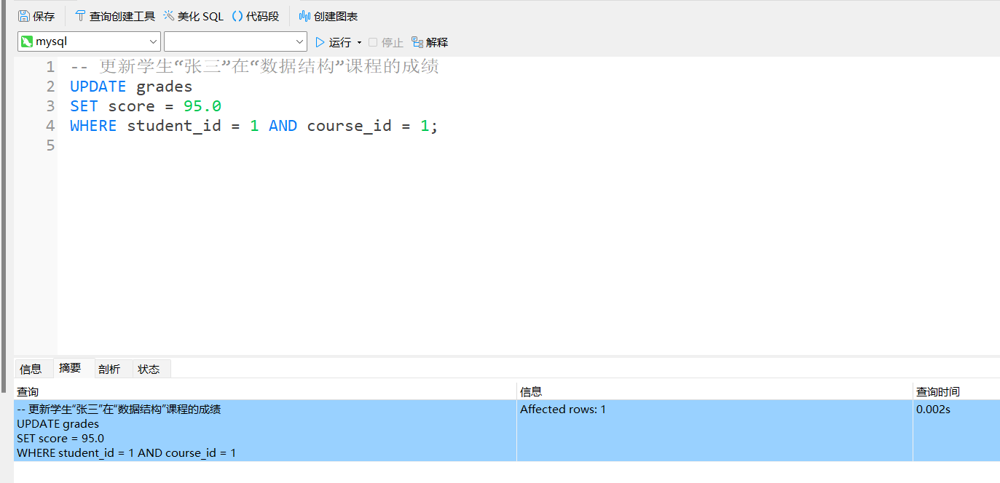 保存 查询创建工具 美化 SQL 代码段 创建图表
mysql 运行 停止 解释
1 -- 更新学生“张三”在“数据结构”课程的成绩
2 UPDATE grades
3 SET score = 95.0
4 WHERE student_id = 1 AND course_id = 1;
5
信息 摘要 剖析 状态
查询 信息 查询时间
-- 更新学生“张三”在“数据结构”课程的成绩 Affected rows: 1 0.002s
UPDATE grades
SET score = 95.0
WHERE student_id = 1 AND course_id = 1